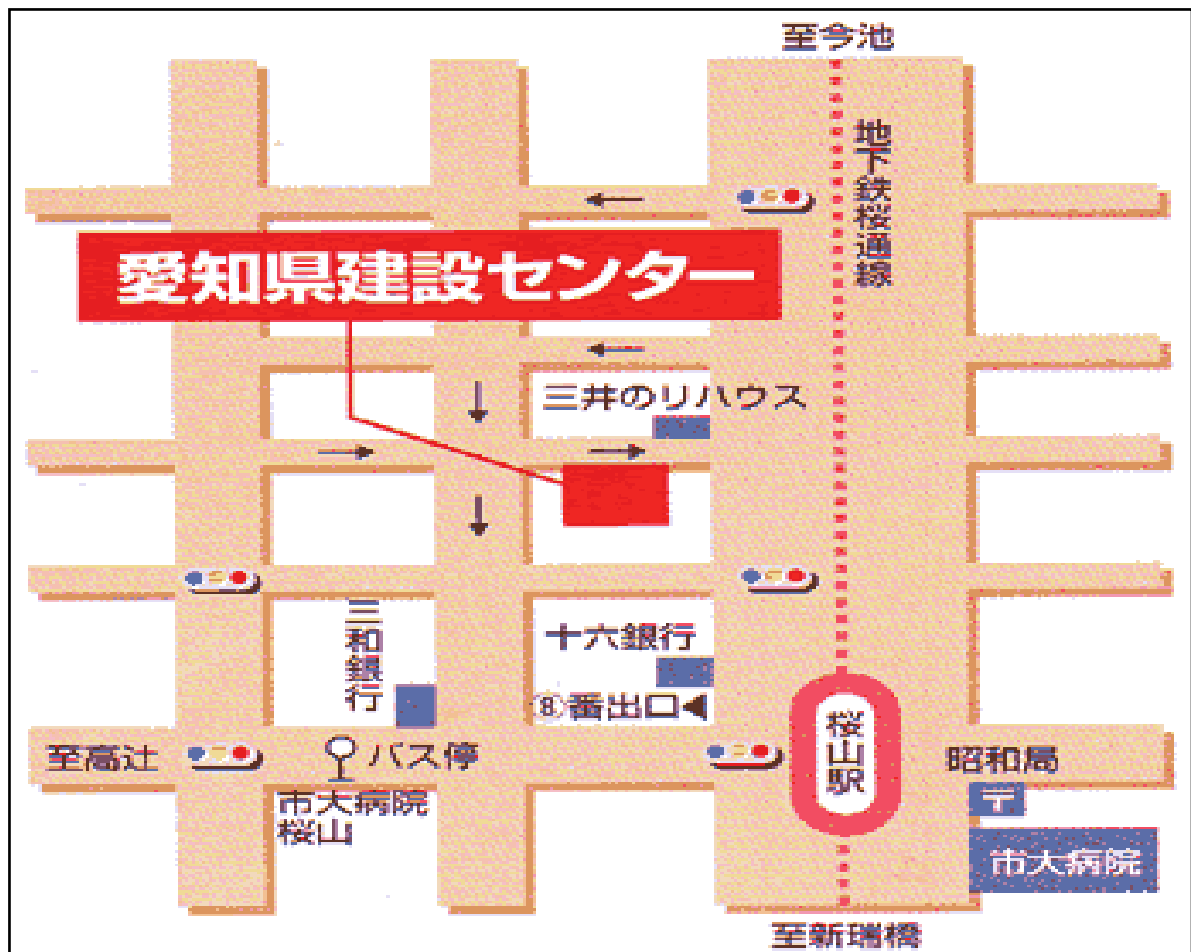 至今池
地下鉄桜通線
愛知県建設センター
三井のリハウス
三和銀行
十六銀行
⑧番出口◀
至高辻
バス停
市大病院
桜山
桜山駅
昭和局
〒
市大病院
至新瑞橋